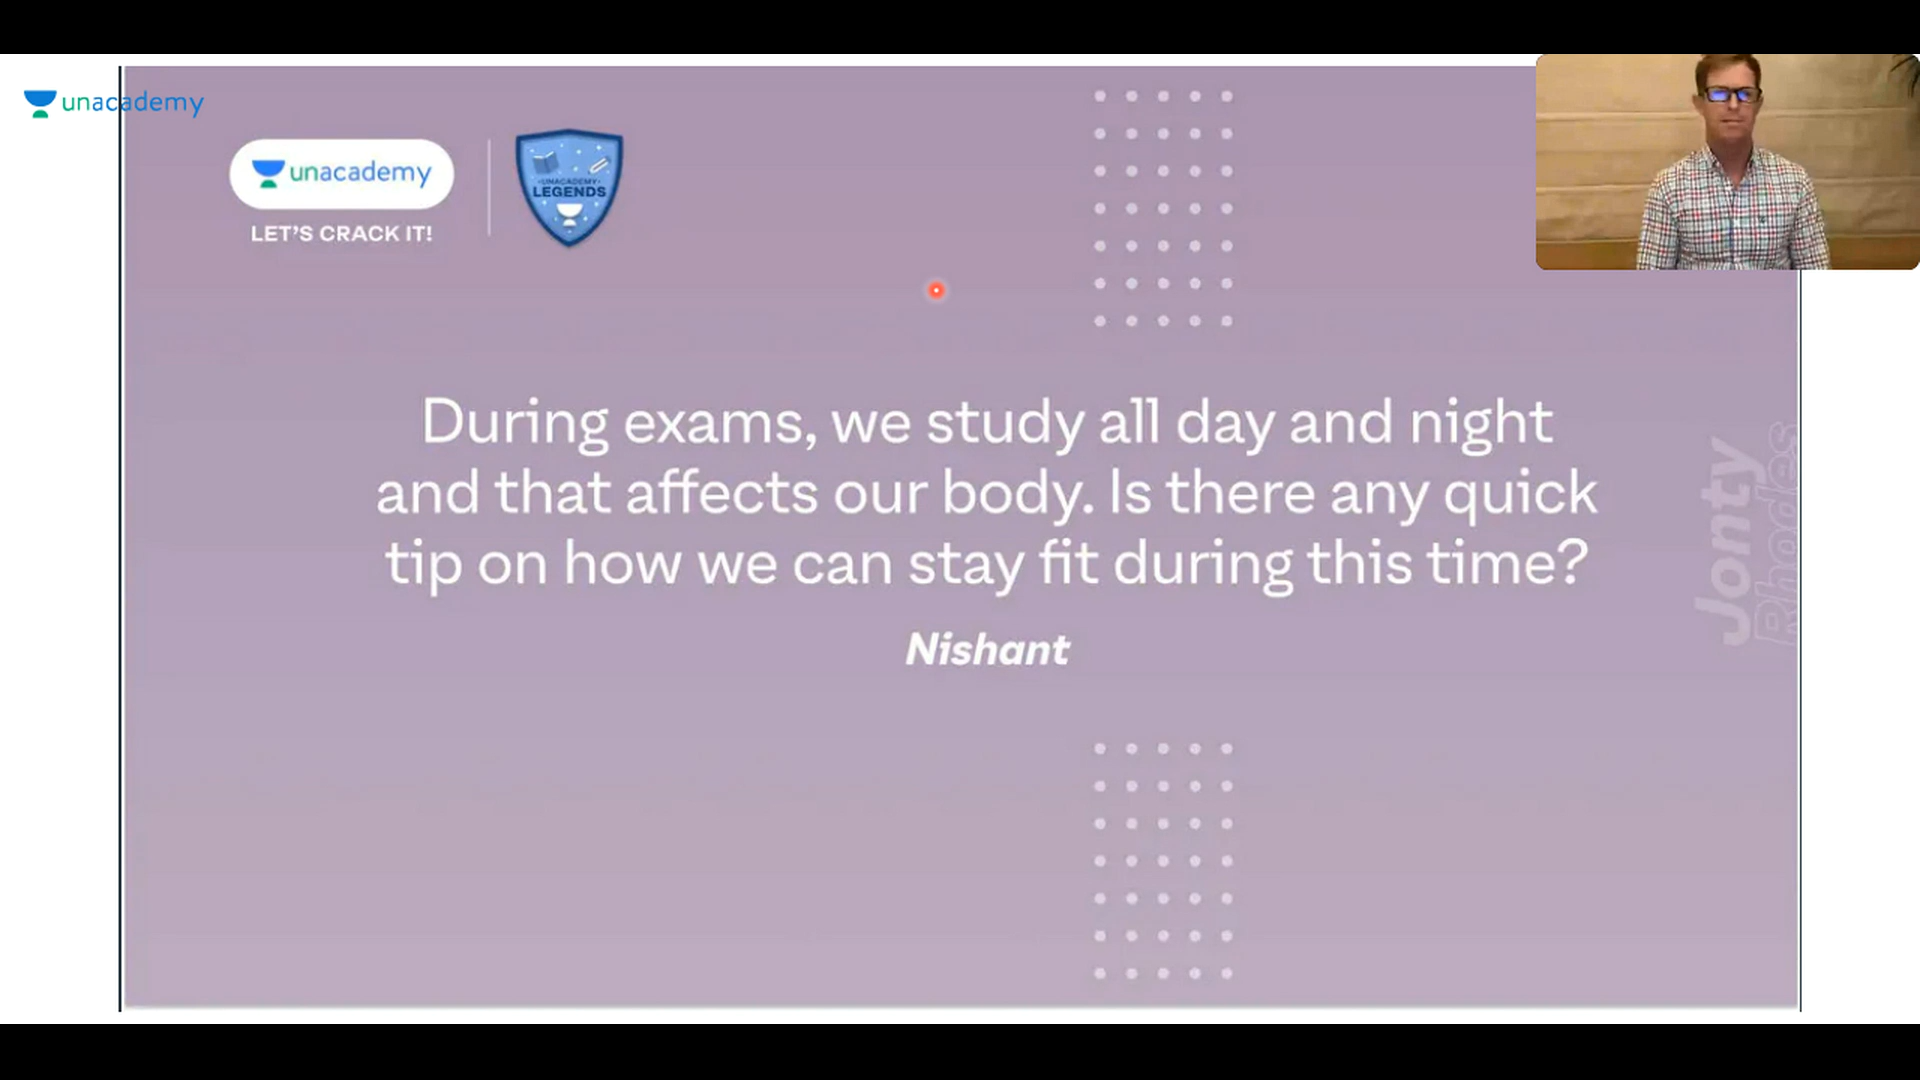 unacademy
unacademy
LET'S CRACK IT!
UNACADEMY
LEGENDS
During exams, we study all day and night
and that affects our body. Is there any quick
tip on how we can stay fit during this time?
Nishant
Jonty
Rhodes